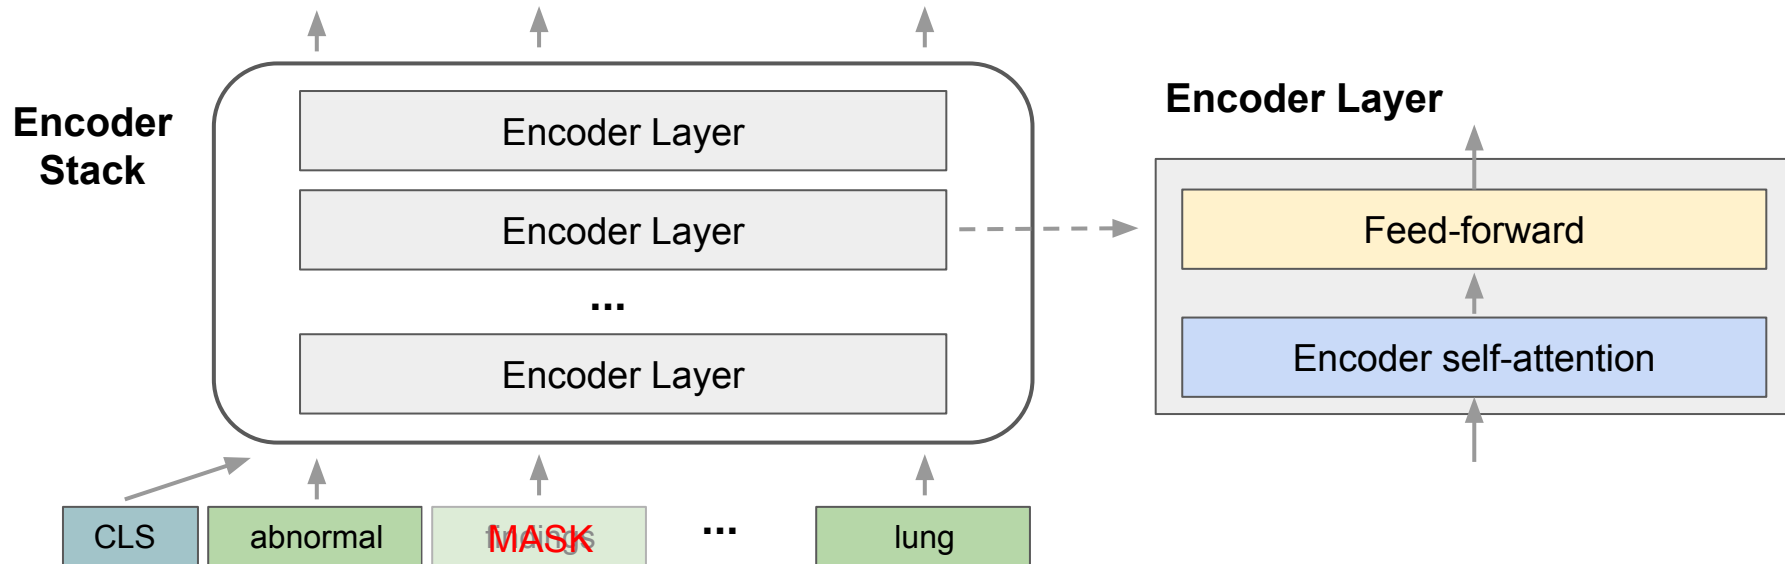 Encoder
Stack
Encoder Layer
Encoder Layer
...
Encoder Layer
Encoder Layer
Feed-forward
Encoder self-attention
CLS
abnormal
findings
MASK
...
lung